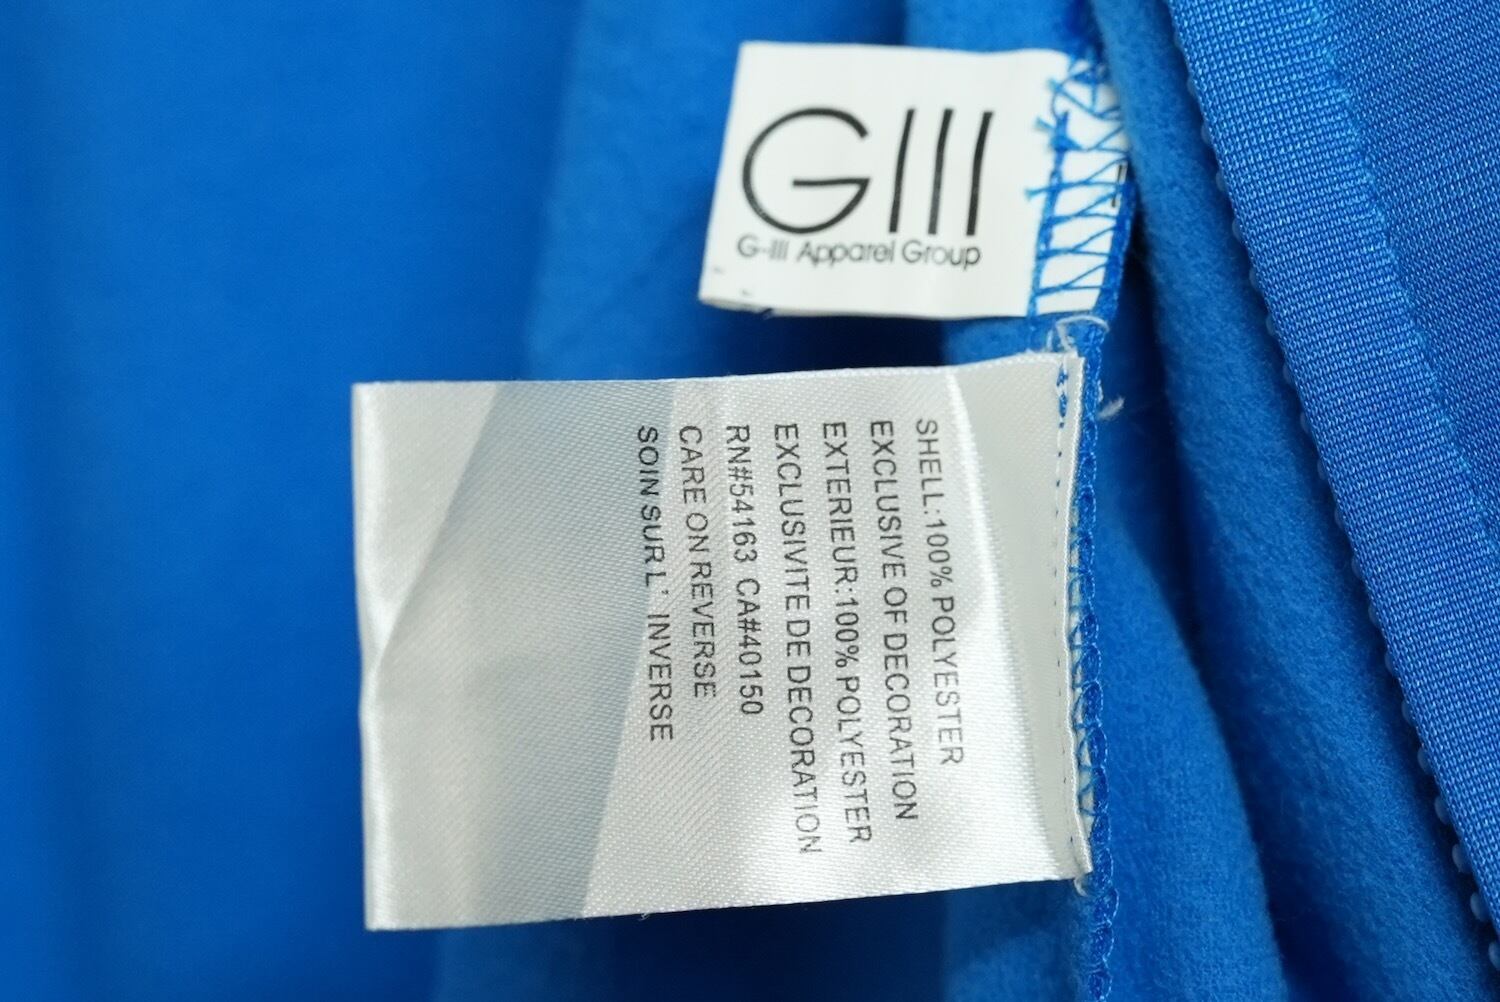 GIII
G-III Apparel Group
SHELL:100% POLYESTER
EXCLUSIVE OF DECORATION
EXTERIEUR:100% POLYESTER
EXCLUSIVITE DE DECORATION
RN#54163 CA#40150
CARE ON REVERSE
SOIN SUR L' INVERSE